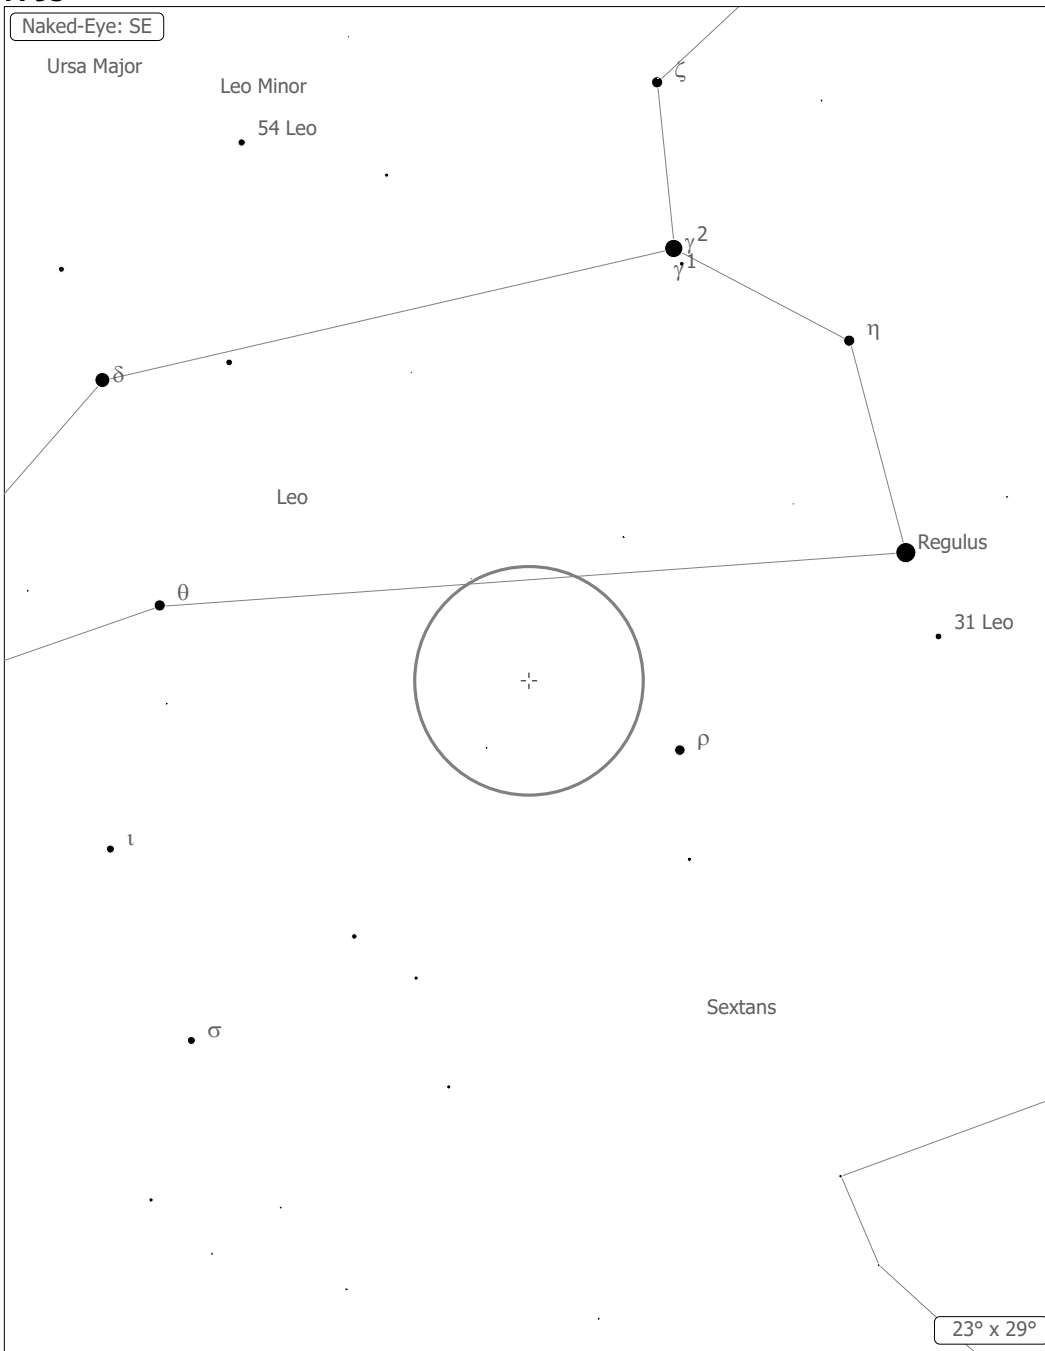 Naked-Eye: SE
Ursa Major
Leo Minor
54 Leo
ζ
γ2
γ1
η
δ
Leo
Regulus
θ
31 Leo
ρ
ι
σ
Sextans
23° x 29°